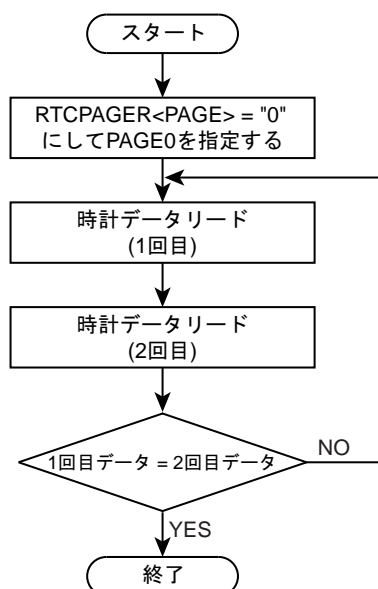 スタート
RTCPAGER<PAGE> = "0"
にしてPAGE0を指定する
時計データリード
(1回目)
時計データリード
(2回目)
1回目データ = 2回目データ
NO
YES
終了